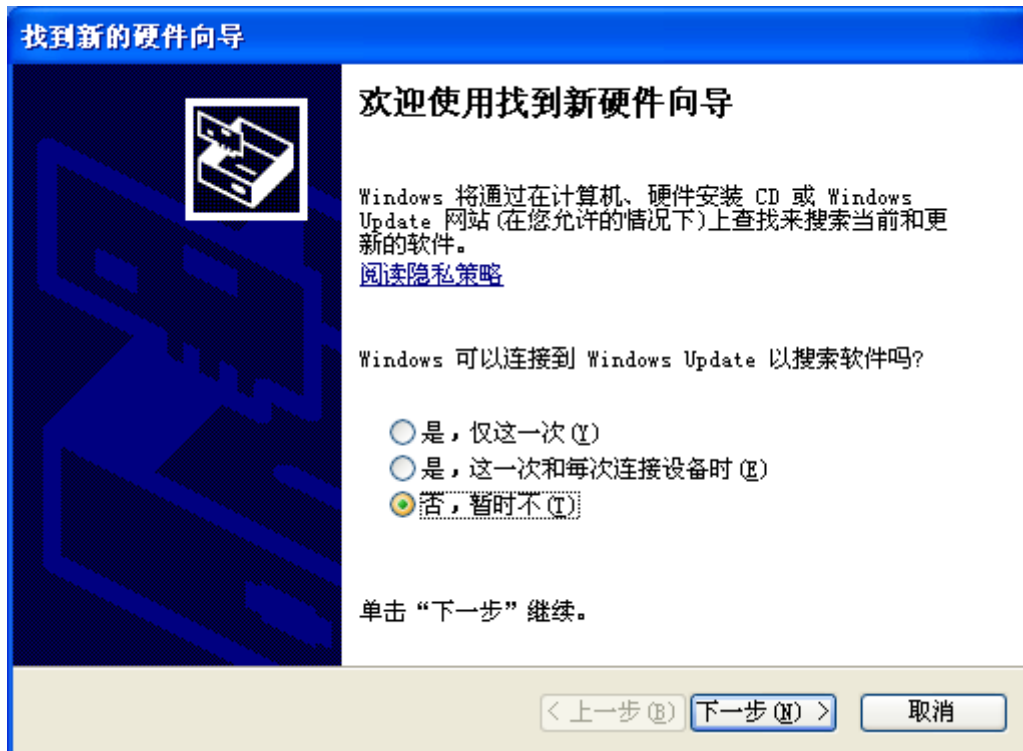 找到新的硬件向导
欢迎使用找到新硬件向导
Windows 将通过在计算机、硬件安装 CD 或 Windows
Update 网站(在您允许的情况下)上查找来搜索当前和更
新的软件。
阅读隐私策略
Windows 可以连接到 Windows Update 以搜索软件吗?
是，仅这一次(Y)
是，这一次和每次连接设备时(E)
否，暂时不(T)
单击“下一步”继续。
< 上一步(B) 下一步(N) > 取消